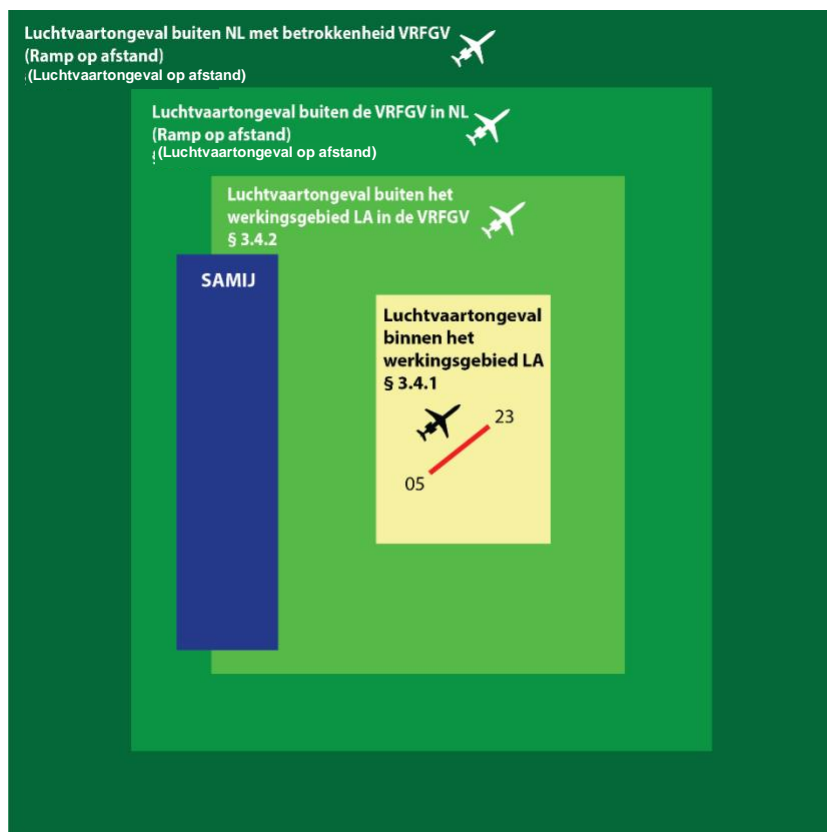 Luchtvaartongeval buiten NL met betrokkenheid VRFGV
(Ramp op afstand)
(Luchtvaartongeval op afstand)
Luchtvaartongeval buiten de VRFGV in NL
(Ramp op afstand)
(Luchtvaartongeval op afstand)
Luchtvaartongeval buiten het
werkingsgebied LA in de VRFGV
§ 3.4.2
SAMIJ
Luchtvaartongeval
binnen het
werkingsgebied LA
§ 3.4.1
23
05